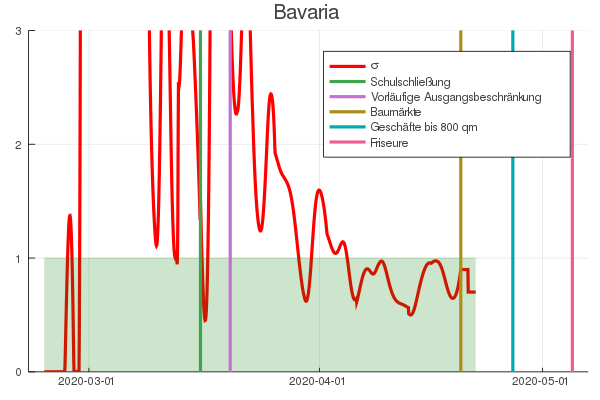 Bavaria
3
2
1
0
σ
Schulschließung
Vorläufige Ausgangsbeschränkung
Baumärkte
Geschäfte bis 800 qm
Friseure
2020-03-01
2020-04-01
2020-05-01